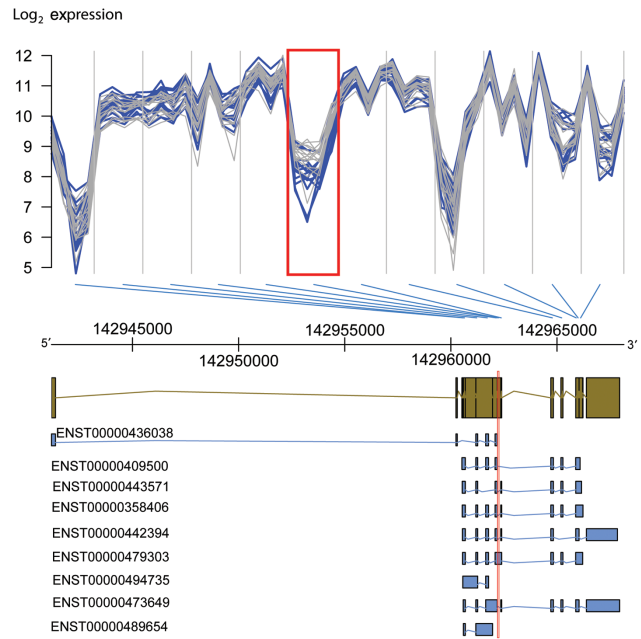 Log2 expression
12
11
10
9
8
7
6
5
5′ 142945000 142955000 142965000 3′
142950000 142960000
ENST00000436038
ENST00000409500
ENST00000443571
ENST00000358406
ENST00000442394
ENST00000479303
ENST00000494735
ENST00000473649
ENST00000489654